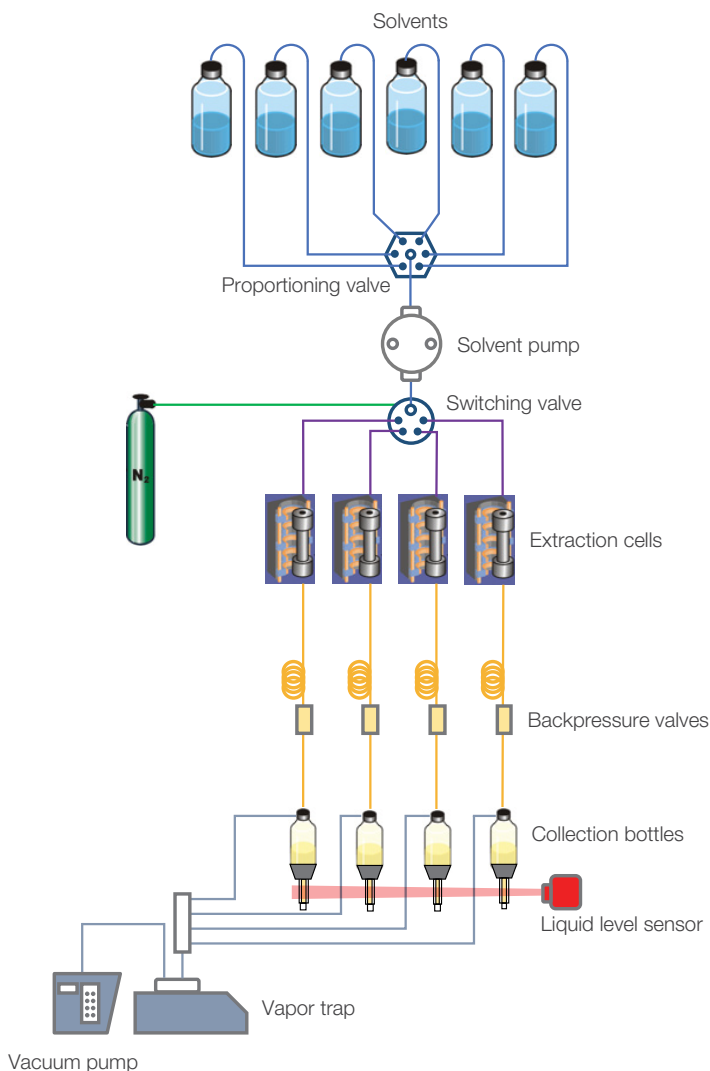 Solvents
Proportioning valve
Solvent pump
Switching valve
N₂
Extraction cells
Backpressure valves
Collection bottles
Liquid level sensor
Vapor trap
Vacuum pump